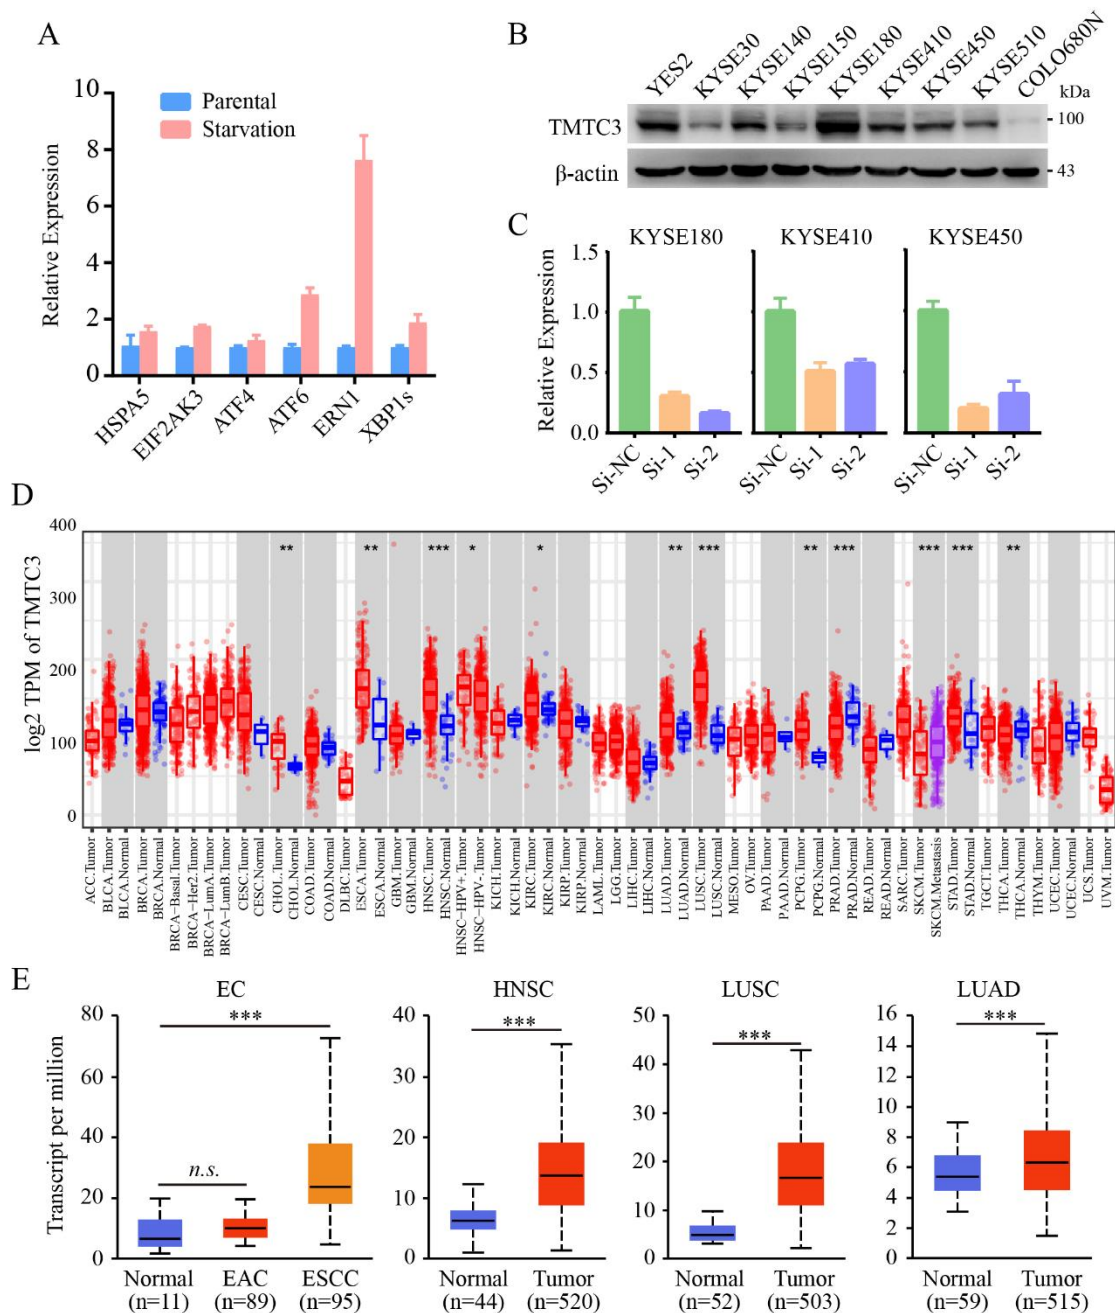 A
Parental
Starvation
Relative Expression
10
8
6
4
2
0
HSPA5
EIF2AK3
ATF4
ATF6
ERN1
XBP1s
B
YES2
KYSE30
KYSE140
KYSE150
KYSE180
KYSE410
KYSE450
KYSE510
COLO680N
kDa
TMTC3
100
β-actin
43
C
KYSE180
KYSE410
KYSE450
Relative Expression
1.5
1.0
0.5
0.0
Si-NC
Si-1
Si-2
Si-NC
Si-1
Si-2
Si-NC
Si-1
Si-2
D
log2 TPM of TMTC3
400
300
200
100
0
** ** *** * * ** *** ** *** *** *** **
ACC.Tumor
BLCA.Tumor
BLCA.Normal
BRCA.Tumor
BRCA.Normal
BRCA-Basal.Tumor
BRCA-Her2.Tumor
BRCA-LumA.Tumor
BRCA-LumB.Tumor
CESC.Tumor
CESC.Normal
CHOL.Tumor
CHOL.Normal
COAD.Tumor
COAD.Normal
DLBC.Tumor
ESCA.Tumor
ESCA.Normal
GBM.Tumor
GBM.Normal
HNSC.Tumor
HNSC.Normal
HNSC-HPV+.Tumor
HNSC-HPV-.Tumor
KICH.Tumor
KICH.Normal
KIRC.Tumor
KIRC.Normal
KIRP.Tumor
KIRP.Normal
LAML.Tumor
LGG.Tumor
LIHC.Tumor
LIHC.Normal
LUAD.Tumor
LUAD.Normal
LUSC.Tumor
LUSC.Normal
MESO.Tumor
OV.Tumor
PAAD.Tumor
PAAD.Normal
PCPG.Tumor
PCPG.Normal
PRAD.Tumor
PRAD.Normal
READ.Tumor
READ.Normal
SARC.Tumor
SKCM.Tumor
SKCM.Metastasis
STAD.Tumor
STAD.Normal
TGCT.Tumor
THCA.Tumor
THCA.Normal
THYM.Tumor
UCEC.Tumor
UCEC.Normal
UCS.Tumor
UVM.Tumor
E
Transcript per million
EC
80
60
40
20
0
***
n.s.
Normal
(n=11)
EAC
(n=89)
ESCC
(n=95)
HNSC
40
30
20
10
0
***
Normal
(n=44)
Tumor
(n=520)
LUSC
50
40
30
20
10
0
***
Normal
(n=52)
Tumor
(n=503)
LUAD
16
14
12
10
8
6
4
2
0
***
Normal
(n=59)
Tumor
(n=515)